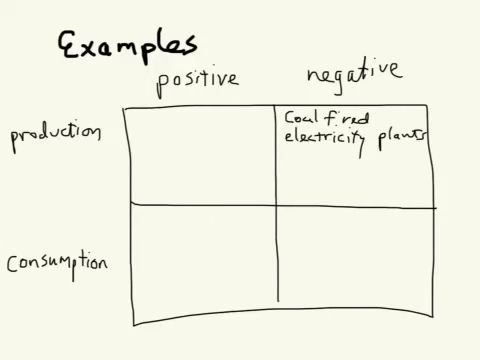 Examples
positive negative
production
Coal fired
electricity plants
Consumption